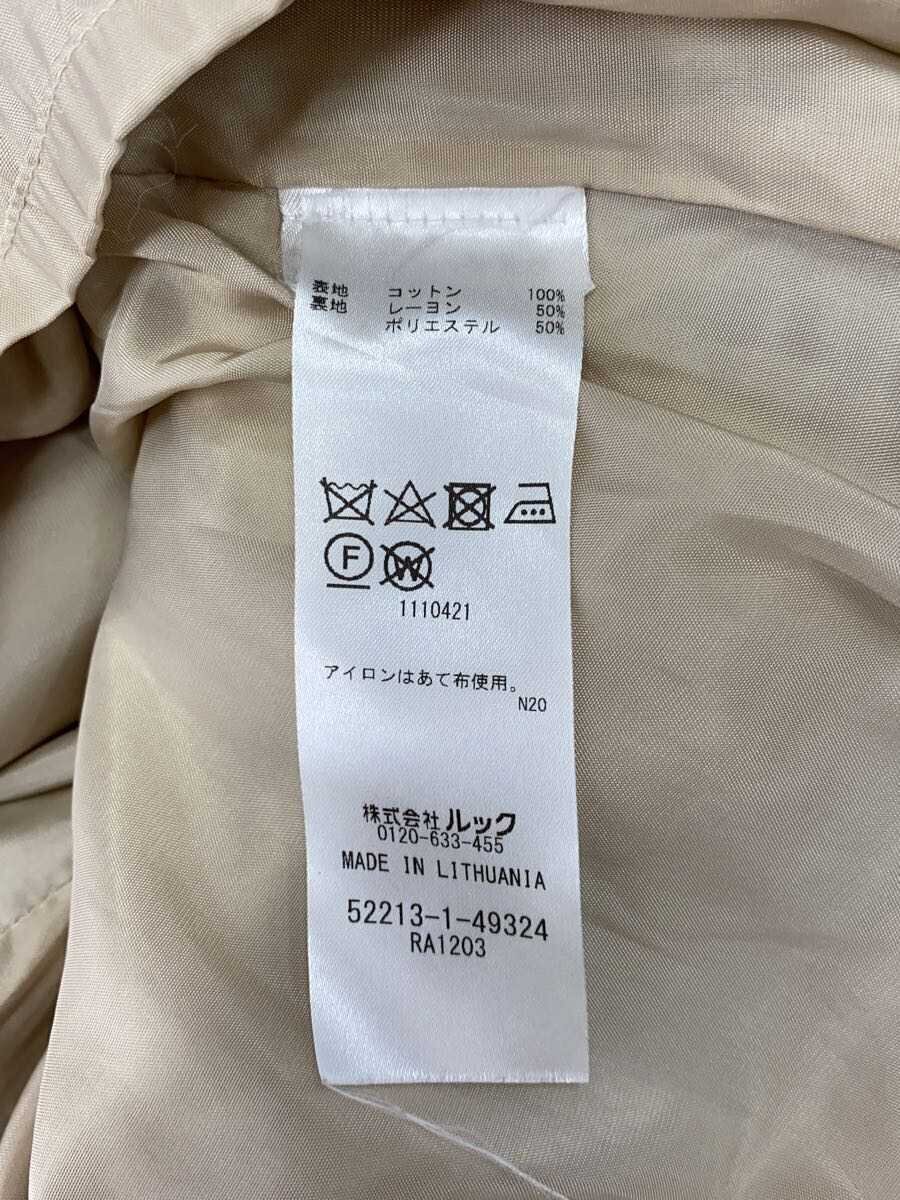 表地 コットン 100%
裏地 レーヨン 50%
ポリエステル 50%
F W
1110421
アイロンはあて布使用。
N20
株式会社 ルック
0120-633-455
MADE IN LITHUANIA
52213-1-49324
RA1203